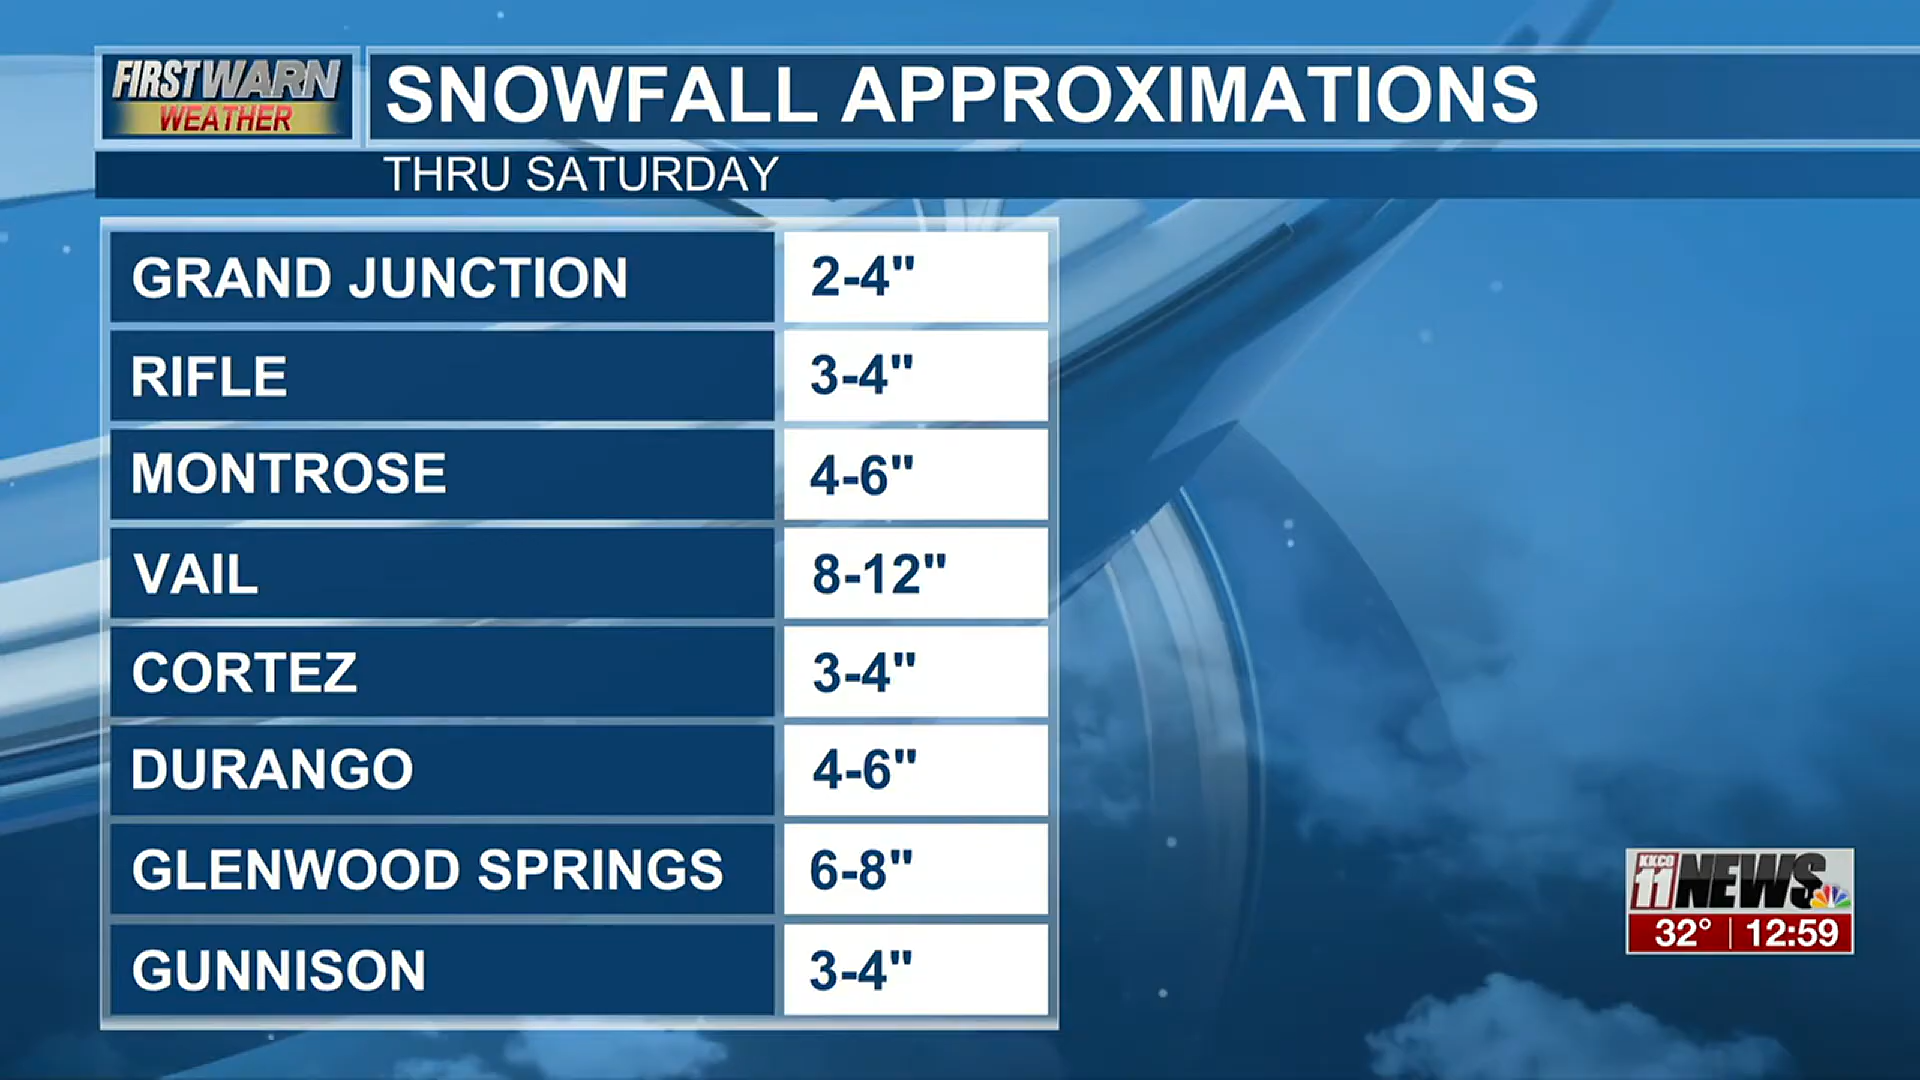 FIRST WARN
WEATHER
SNOWFALL APPROXIMATIONS
THRU SATURDAY
GRAND JUNCTION 2-4"
RIFLE 3-4"
MONTROSE 4-6"
VAIL 8-12"
CORTEZ 3-4"
DURANGO 4-6"
GLENWOOD SPRINGS 6-8"
GUNNISON 3-4"
KKCO
11 NEWS
32° 12:59